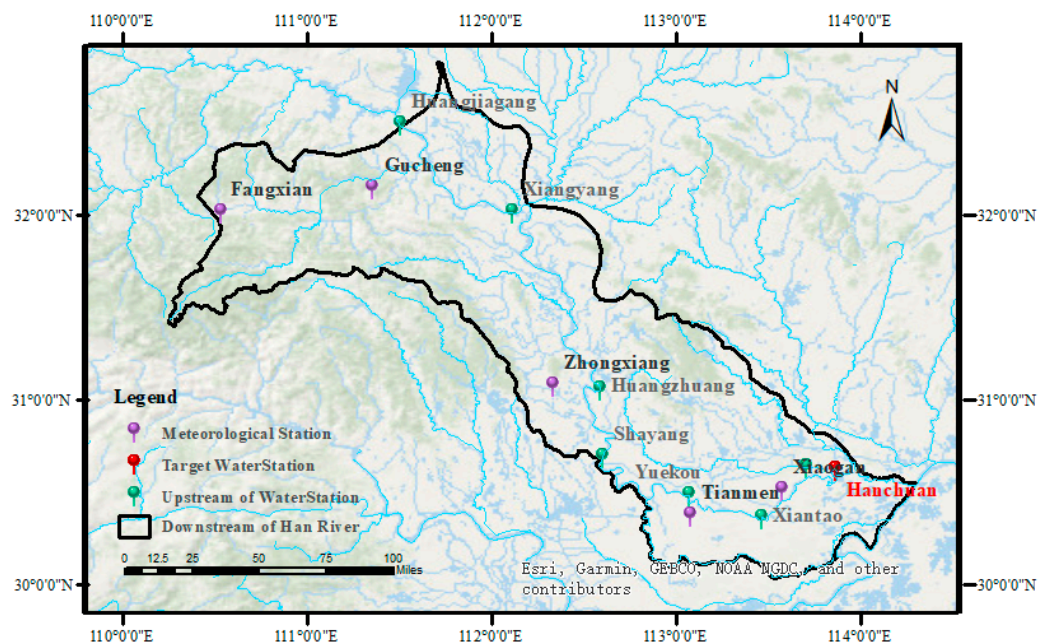 110°0'0"E 111°0'0"E 112°0'0"E 113°0'0"E 114°0'0"E
N
Huangjiagang
Gucheng
Fangxian
Xiangyang
32°0'0"N 32°0'0"N
Zhongxiang
Huangzhuang
31°0'0"N 31°0'0"N
Legend
Meteorological Station
Target WaterStation
Upstream of WaterStation
Downstream of Han River
Shayang
Yuekou
Xiaogan
Tianmen
Hanchuan
Xiantao
0 12.5 25 50 75 100
Miles
Esri, Garmin, GEBCO, NOAA NGDC, and other
contributors
30°0'0"N 30°0'0"N
110°0'0"E 111°0'0"E 112°0'0"E 113°0'0"E 114°0'0"E